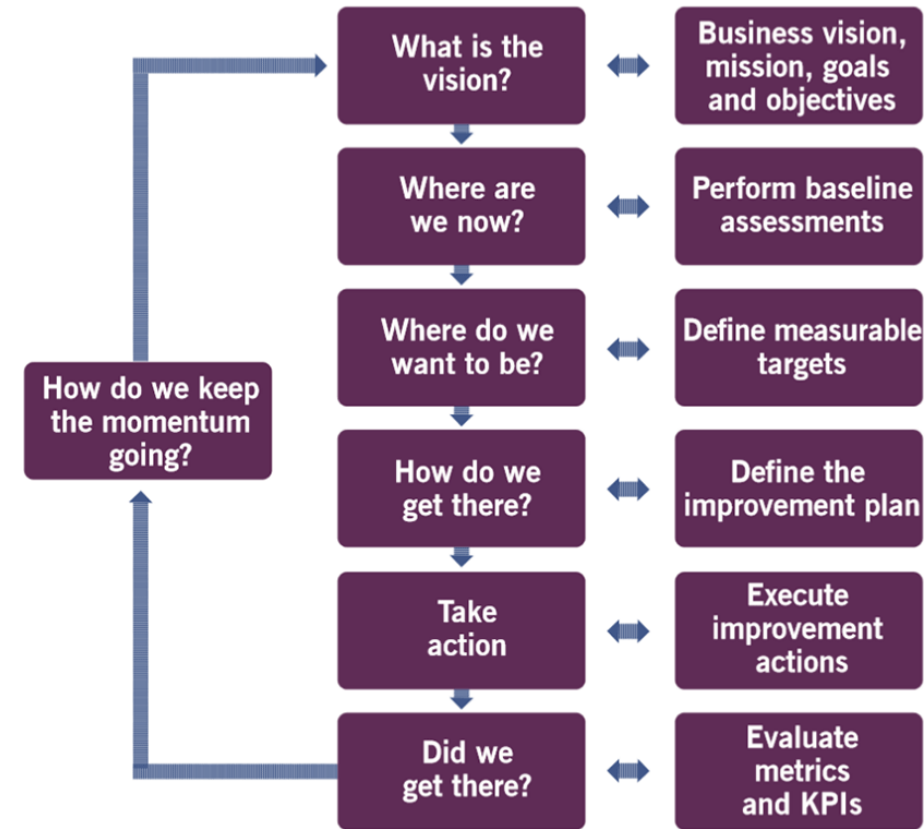 What is the
vision?
Business vision,
mission, goals
and objectives
Where are
we now?
Perform baseline
assessments
Where do we
want to be?
Define measurable
targets
How do we keep
the momentum
going?
How do we
get there?
Define the
improvement plan
Take
action
Execute
improvement
actions
Did we
get there?
Evaluate
metrics
and KPIs